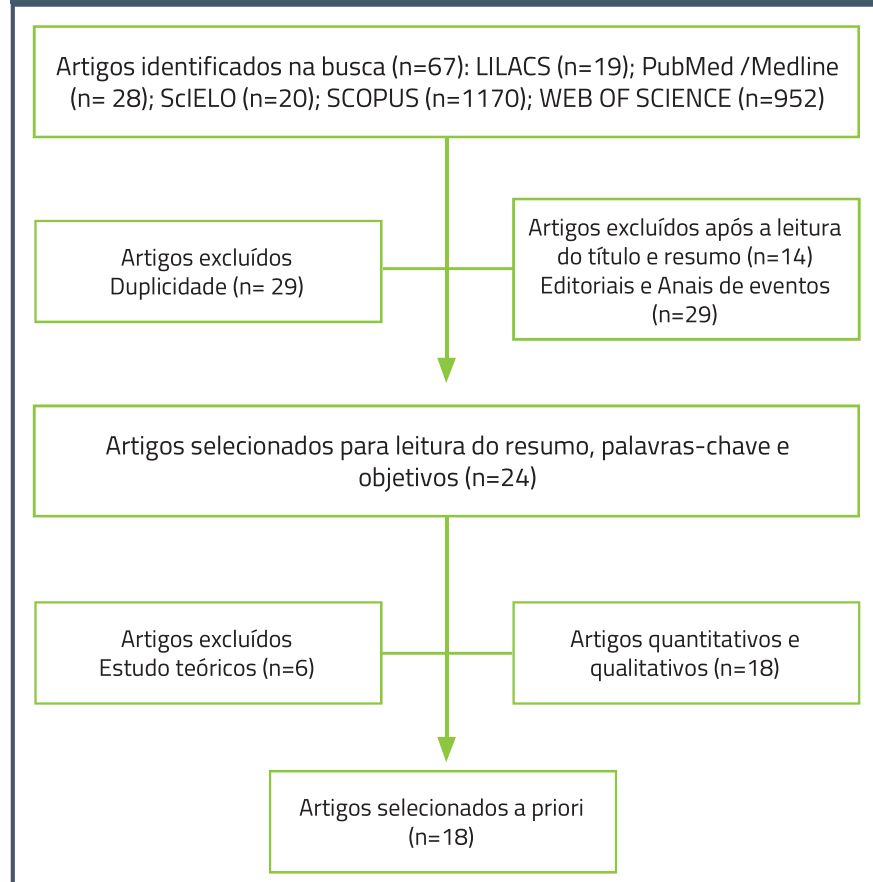 Artigos identificados na busca (n=67): LILACS (n=19); PubMed /Medline
(n= 28); ScIELO (n=20); SCOPUS (n=1170); WEB OF SCIENCE (n=952)
Artigos excluídos
Duplicidade (n= 29)
Artigos excluídos após a leitura
do título e resumo (n=14)
Editoriais e Anais de eventos
(n=29)
Artigos selecionados para leitura do resumo, palavras-chave e
objetivos (n=24)
Artigos excluídos
Estudo teóricos (n=6)
Artigos quantitativos e
qualitativos (n=18)
Artigos selecionados a priori
(n=18)